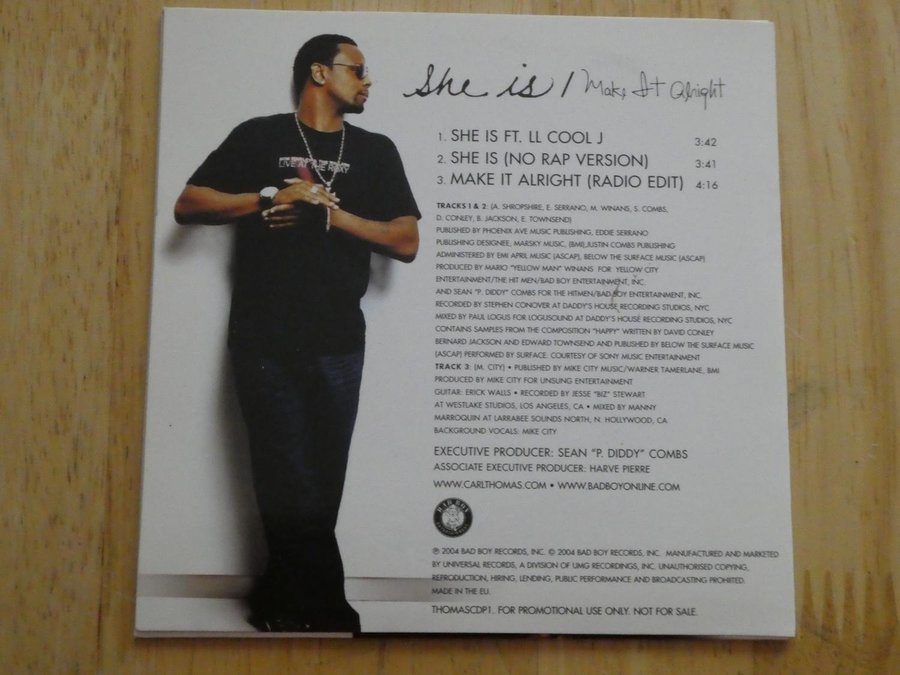 She is / Make It Alright
1. SHE IS FT. LL COOL J 3:42
2. SHE IS (NO RAP VERSION) 3:41
3. MAKE IT ALRIGHT (RADIO EDIT) 4:16
LIVE AT THE ROXY
TRACKS 1 & 2: (A. SHROPSHIRE, E. SERRANO, M. WINANS, S. COMBS,
D. CONLEY, B. JACKSON, E. TOWNSEND)
PUBLISHED BY PHOENIX AVE MUSIC PUBLISHING, EDDIE SERRANO
PUBLISHING DESIGNEE, MARSKY MUSIC, (BMI),JUSTIN COMBS PUBLISHING
ADMINISTERED BY EMI APRIL MUSIC (ASCAP), BELOW THE SURFACE MUSIC (ASCAP)
PRODUCED BY MARIO "YELLOW MAN" WINANS FOR YELLOW CITY
ENTERTAINMENT/THE HIT MEN/BAD BOY ENTERTAINMENT, INC.
AND SEAN "P. DIDDY" COMBS FOR THE HITMEN/BAD BOY ENTERTAINMENT, INC.
RECORDED BY STEPHEN CONOVER AT DADDY'S HOUSE RECORDING STUDIOS, NYC
MIXED BY PAUL LOGUS FOR LOGUSOUND AT DADDY'S HOUSE RECORDING STUDIOS, NYC
CONTAINS SAMPLES FROM THE COMPOSITION "HAPPY" WRITTEN BY DAVID CONLEY
BERNARD JACKSON AND EDWARD TOWNSEND AND PUBLISHED BY BELOW THE SURFACE MUSIC
(ASCAP) PERFORMED BY SURFACE. COURTESY OF SONY MUSIC ENTERTAINMENT
TRACK 3: (M. CITY) • PUBLISHED BY MIKE CITY MUSIC/WARNER TAMERLANE, BMI
PRODUCED BY MIKE CITY FOR UNSUNG ENTERTAINMENT
GUITAR: ERICK WALLS • RECORDED BY JESSE "BIZ" STEWART
AT WESTLAKE STUDIOS, LOS ANGELES, CA • MIXED BY MANNY
MARROQUIN AT LARRABEE SOUNDS NORTH, N. HOLLYWOOD, CA
BACKGROUND VOCALS: MIKE CITY
EXECUTIVE PRODUCER: SEAN "P. DIDDY" COMBS
ASSOCIATE EXECUTIVE PRODUCER: HARVE PIERRE
WWW.CARLTHOMAS.COM • WWW.BADBOYONLINE.COM
BAD BOY
℗ 2004 BAD BOY RECORDS, INC. © 2004 BAD BOY RECORDS, INC. MANUFACTURED AND MARKETED
BY UNIVERSAL RECORDS, A DIVISION OF UMG RECORDINGS, INC. UNAUTHORISED COPYING,
REPRODUCTION, HIRING, LENDING, PUBLIC PERFORMANCE AND BROADCASTING PROHIITED.
MADE IN THE EU.
THOMASCDP1. FOR PROMOTIONAL USE ONLY. NOT FOR SALE.